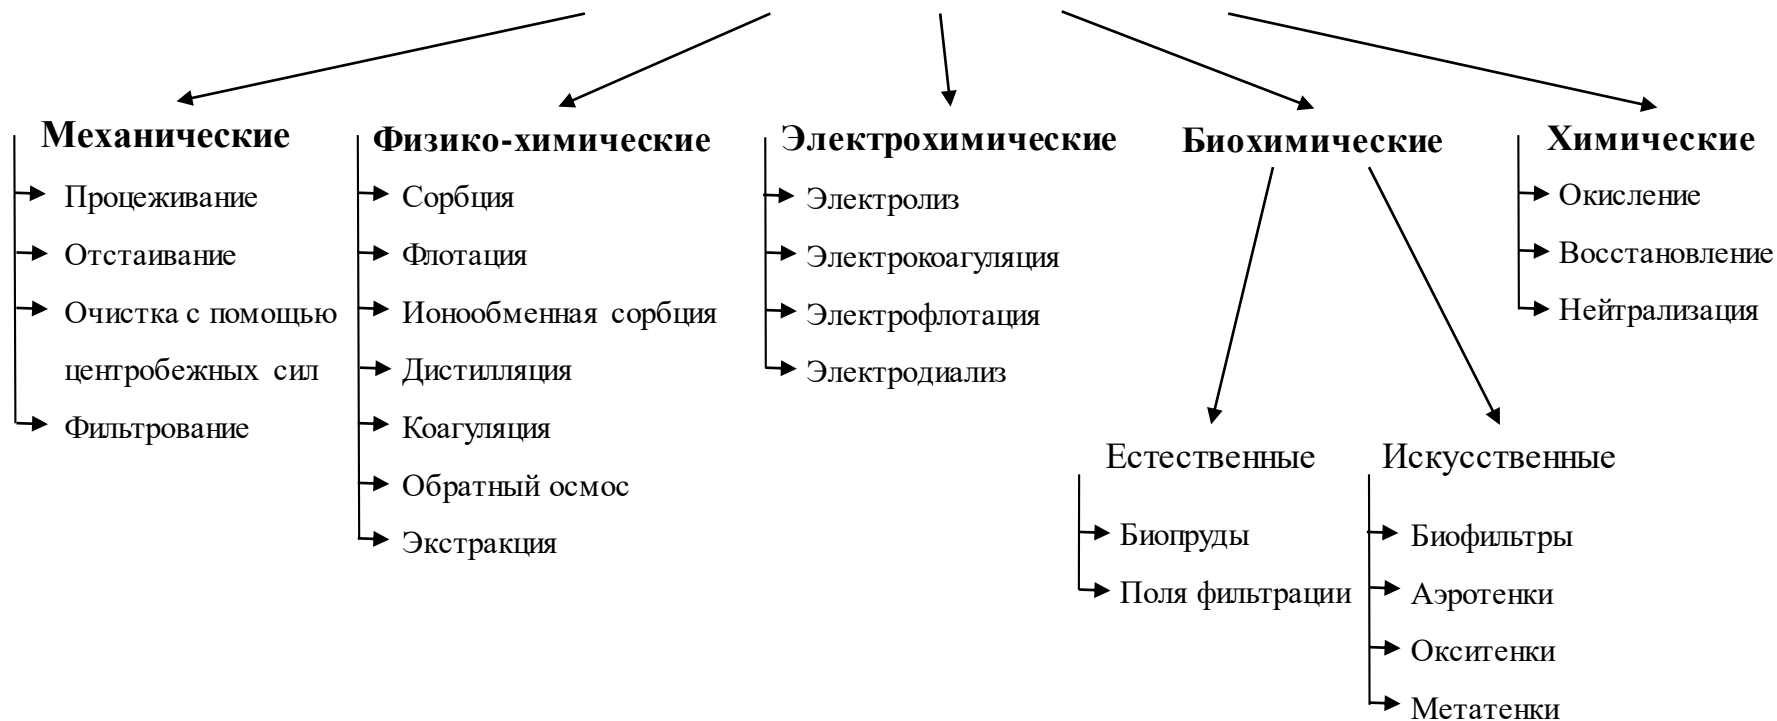 Механические
Процеживание
Отстаивание
Очистка с помощью
центробежных сил
Фильтрование
Физико-химические
Сорбция
Флотация
Ионообменная сорбция
Дистилляция
Коагуляция
Обратный осмос
Экстракция
Электрохимические
Электролиз
Электрокоагуляция
Электрофлотация
Электродиализ
Биохимические
Естественные
Биопруды
Поля фильтрации
Искусственные
Биофильтры
Аэротенки
Окситенки
Метатенки
Химические
Окисление
Восстановление
Нейтрализация